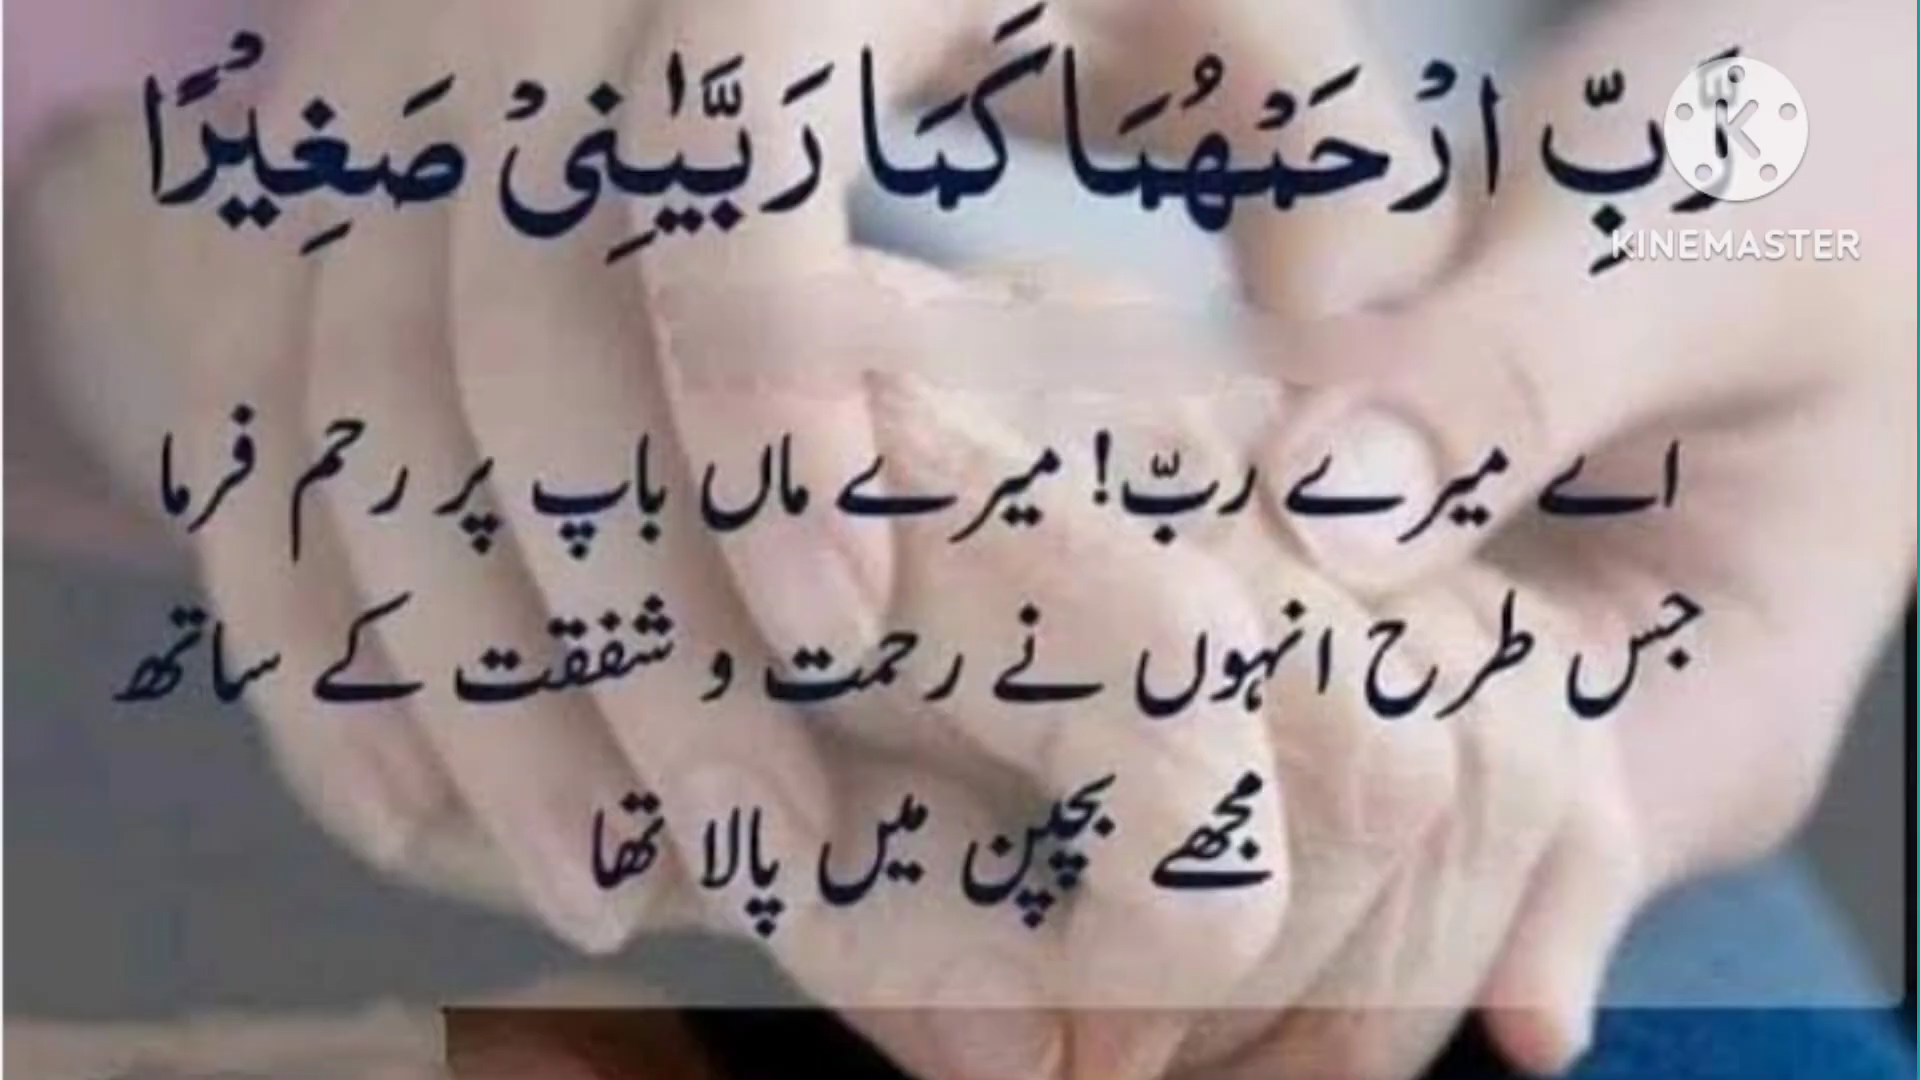 رَّبِّ ارْحَمْهُمَا كَمَا رَبَّيٰنِیْ صَغِيْرًا
KINEMASTER
اے میرے ربّ! میرے ماں باپ پر رحم فرما
جس طرح انہوں نے رحمت و شفقت کے ساتھ
مجھے بچپن میں پالا تھا